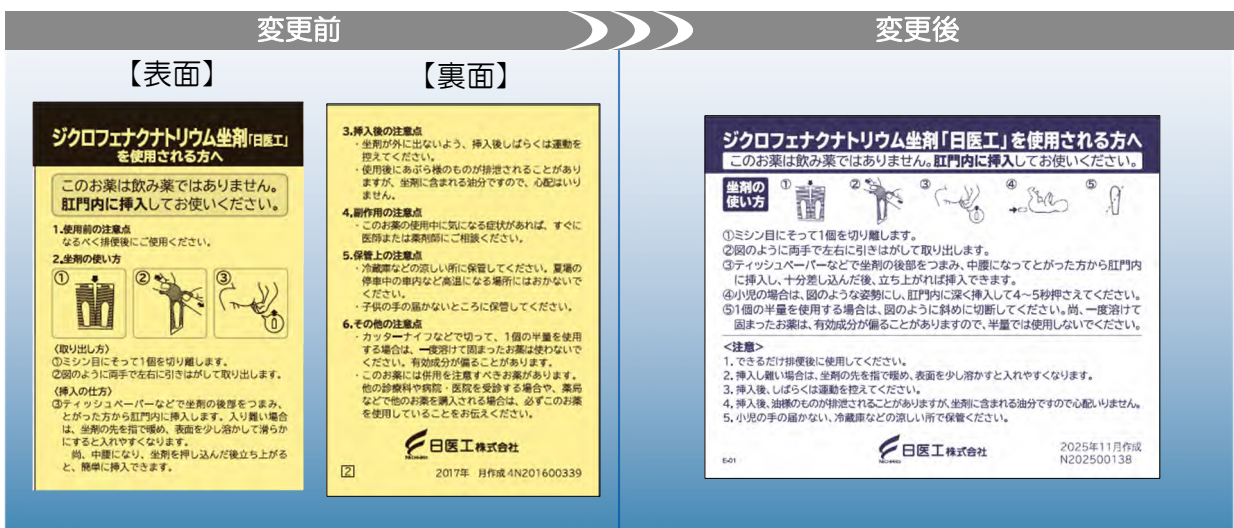 変更前
変更後
【表面】
【裏面】
ジクロフェナクナトリウム坐剤「日医工」
を使用される方へ
このお薬は飲み薬ではありません。
肛門内に挿入してお使いください。
1.使用前の注意点
なるべく排便後にご使用ください。
2.坐剤の使い方
① ② ③
〈取り出し方〉
①ミシン目にそって1個を切り離します。
②図のように両手で左右に引きはがして取り出します。
〈挿入の仕方〉
③ティッシュペーパーなどで坐剤の後部をつまみ、
とがった方から肛門内に挿入します。入り難い場合
は、坐剤の先を指で暖め、表面を少し溶かして滑らか
にすると入れやすくなります。
尚、中腰になり、坐剤を押し込んだ後立ち上がる
と、簡単に挿入できます。
3.挿入後の注意点
・坐剤が外に出ないよう、挿入後しばらくは運動を
控えてください。
・使用後にあぶら様のものが排泄されることがあり
ますが、坐剤に含まれる油分ですので、心配はいり
ません。
4.副作用の注意点
・このお薬の使用中に気になる症状があれば、すぐに
医師または薬剤師にご相談ください。
5.保管上の注意点
・冷蔵庫などの涼しい所に保管してください。夏場の
停車中の車内など高温になる場所にはおかないで
ください。
・子供の手の届かないところに保管してください。
6.その他の注意点
・カッターナイフなどで切って、1個の半量を使用
する場合は、一度溶けて固まったお薬は使わないで
ください。有効成分が偏ることがあります。
・このお薬には併用を注意すべきお薬があります。
他の診療科や病院・医院を受診する場合や、薬局
などで他のお薬を購入される場合は、必ずこのお薬
を使用していることをお伝えください。
日医工株式会社
2
2017年 月作成 4N201600339
ジクロフェナクナトリウム坐剤「日医工」を使用される方へ
このお薬は飲み薬ではありません。肛門内に挿入してお使いください。
坐剤の
使い方
① ② ③ ④ ⑤
①ミシン目にそって1個を切り離します。
②図のように両手で左右に引きはがして取り出します。
③ティッシュペーパーなどで坐剤の後部をつまみ、中腰になってとがった方から肛門内
に挿入し、十分差し込んだ後、立ち上がれば挿入できます。
④小児の場合は、図のような姿勢にし、肛門内に深く挿入して4～5秒押さえてください。
⑤1個の半量を使用する場合は、図のように斜めに切断してください。尚、一度溶けて
固まったお薬は、有効成分が偏ることがありますので、半量では使用しないでください。
<注意>
1. できるだけ排便後に使用してください。
2. 挿入し難い場合は、坐剤の先を指で暖め、表面を少し溶かすと入れやすくなります。
3. 挿入後、しばらくは運動を控えてください。
4. 挿入後、油様のものが排泄されることがありますが、坐剤に含まれる油分ですので心配いりません。
5. 小児の手の届かない、冷蔵庫などの涼しい所で保管ください。
E-01
日医工株式会社
2025年11月作成
N202500138